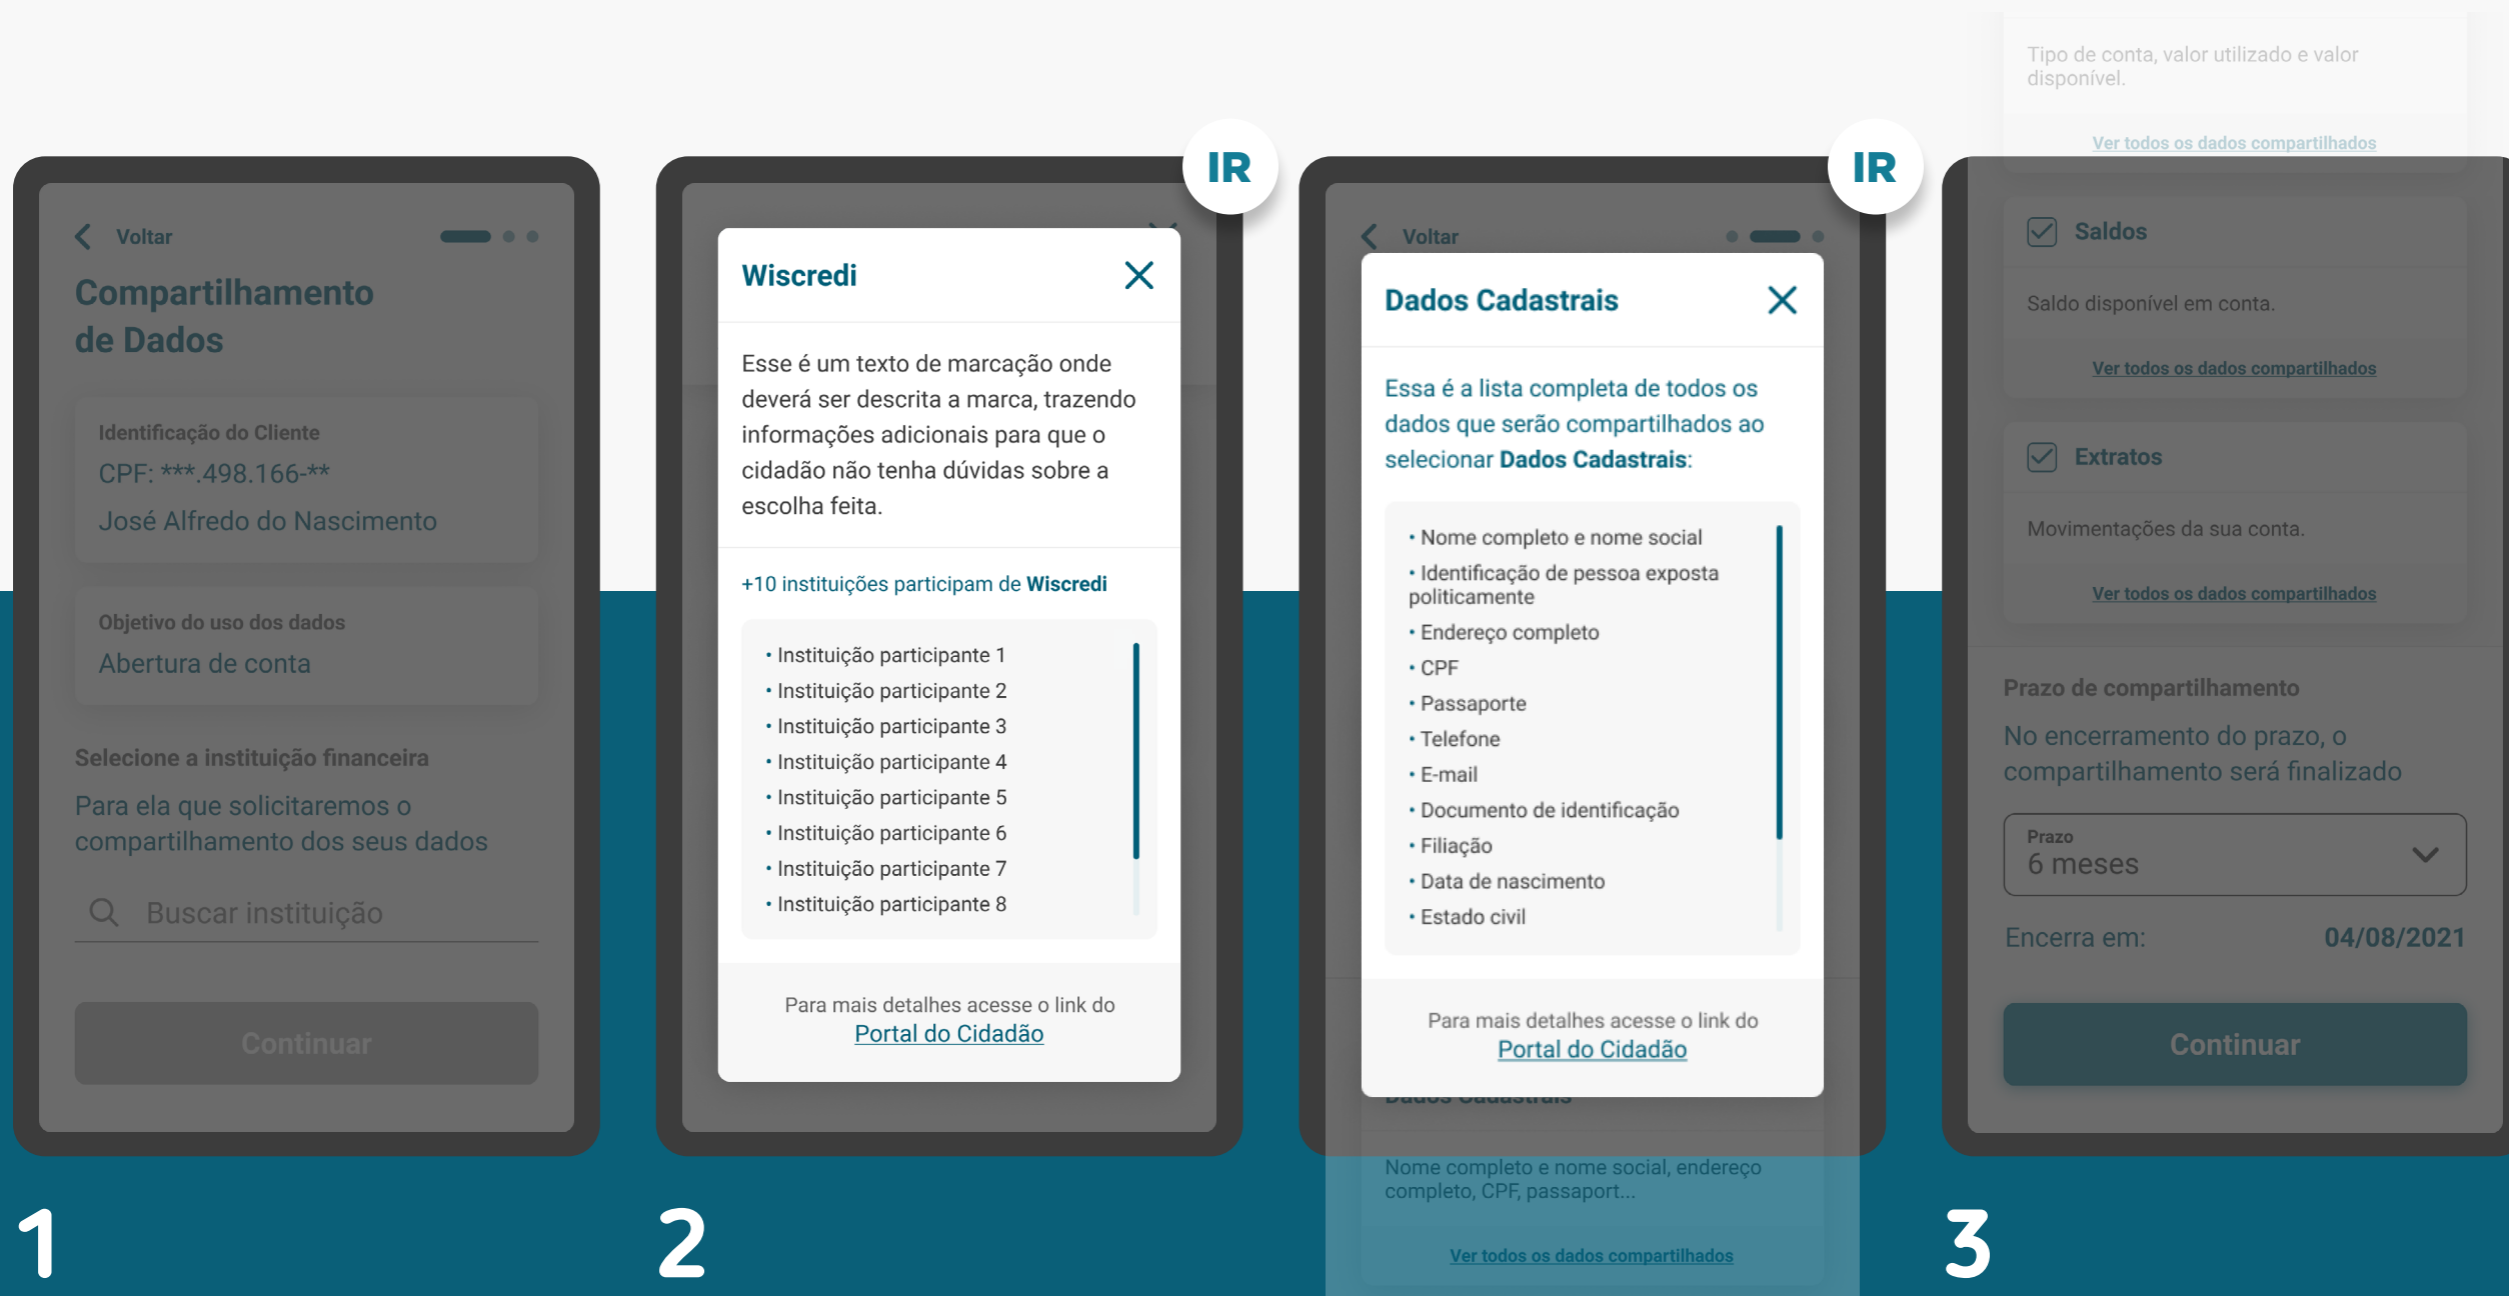 Voltar
Compartilhamento
de Dados
Identificação do Cliente
CPF: ***.498.166-**
José Alfredo do Nascimento
Objetivo do uso dos dados
Abertura de conta
Selecione a instituição financeira
Para ela que solicitaremos o
compartilhamento dos seus dados
Buscar instituição
Continuar
1
IR
Wiscredi
Esse é um texto de marcação onde
deverá ser descrita a marca, trazendo
informações adicionais para que o
cidadão não tenha dúvidas sobre a
escolha feita.
+10 instituições participam de Wiscredi
• Instituição participante 1
• Instituição participante 2
• Instituição participante 3
• Instituição participante 4
• Instituição participante 5
• Instituição participante 6
• Instituição participante 7
• Instituição participante 8
Para mais detalhes acesse o link do
Portal do Cidadão
2
IR
Voltar
Dados Cadastrais
Essa é a lista completa de todos os
dados que serão compartilhados ao
selecionar Dados Cadastrais:
• Nome completo e nome social
• Identificação de pessoa exposta
politicamente
• Endereço completo
• CPF
• Passaporte
• Telefone
• E-mail
• Documento de identificação
• Filiação
• Data de nascimento
• Estado civil
Para mais detalhes acesse o link do
Portal do Cidadão
Dados Cadastrais
Nome completo e nome social, endereço
completo, CPF, passaport...
Ver todos os dados compartilhados
Tipo de conta, valor utilizado e valor
disponível.
Ver todos os dados compartilhados
Saldos
Saldo disponível em conta.
Ver todos os dados compartilhados
Extratos
Movimentações da sua conta.
Ver todos os dados compartilhados
Prazo de compartilhamento
No encerramento do prazo, o
compartilhamento será finalizado
Prazo
6 meses
Encerra em: 04/08/2021
Continuar
3